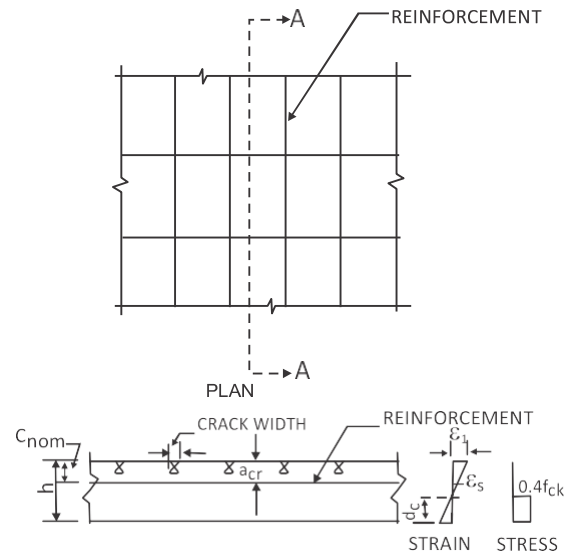 A
REINFORCEMENT
A
PLAN
CRACK WIDTH
REINFORCEMENT
Cnom
acr
h
ε1
εs
dc
0.4fck
STRAIN
STRESS